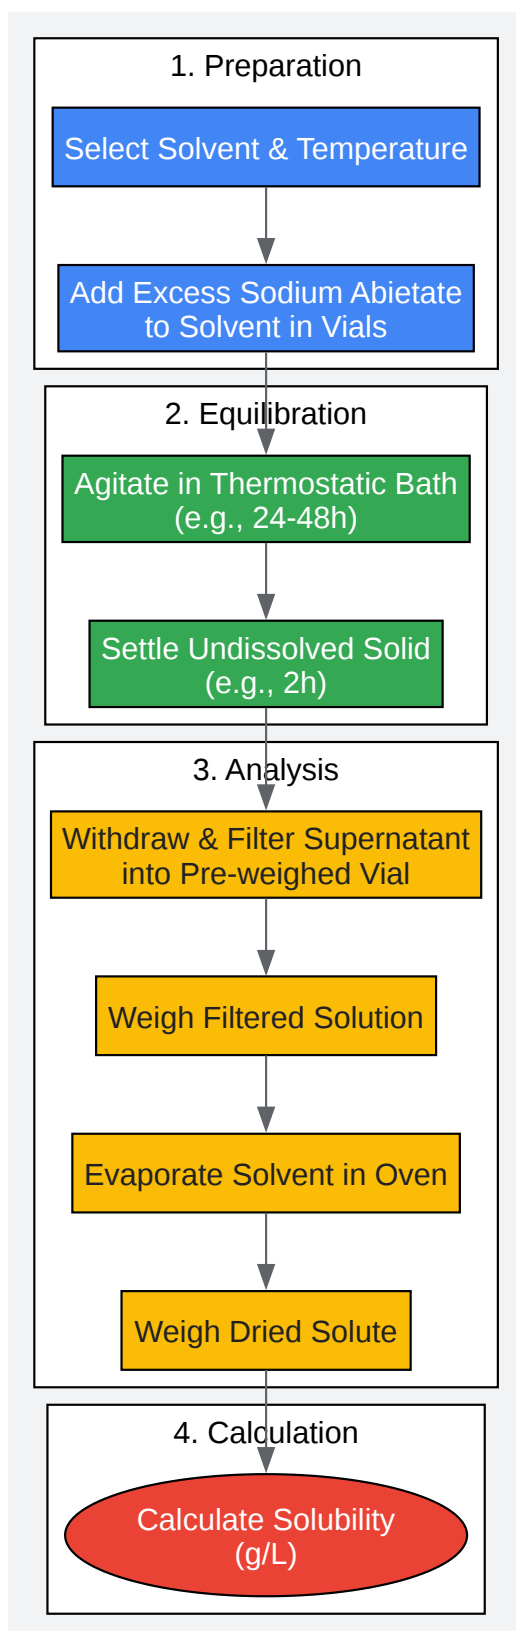 1. Preparation
Select Solvent & Temperature
Add Excess Sodium Abietate
to Solvent in Vials
2. Equilibration
Agitate in Thermostatic Bath
(e.g., 24-48h)
Settle Undissolved Solid
(e.g., 2h)
3. Analysis
Withdraw & Filter Supernatant
into Pre-weighed Vial
Weigh Filtered Solution
Evaporate Solvent in Oven
Weigh Dried Solute
4. Calculation
Calculate Solubility
(g/L)